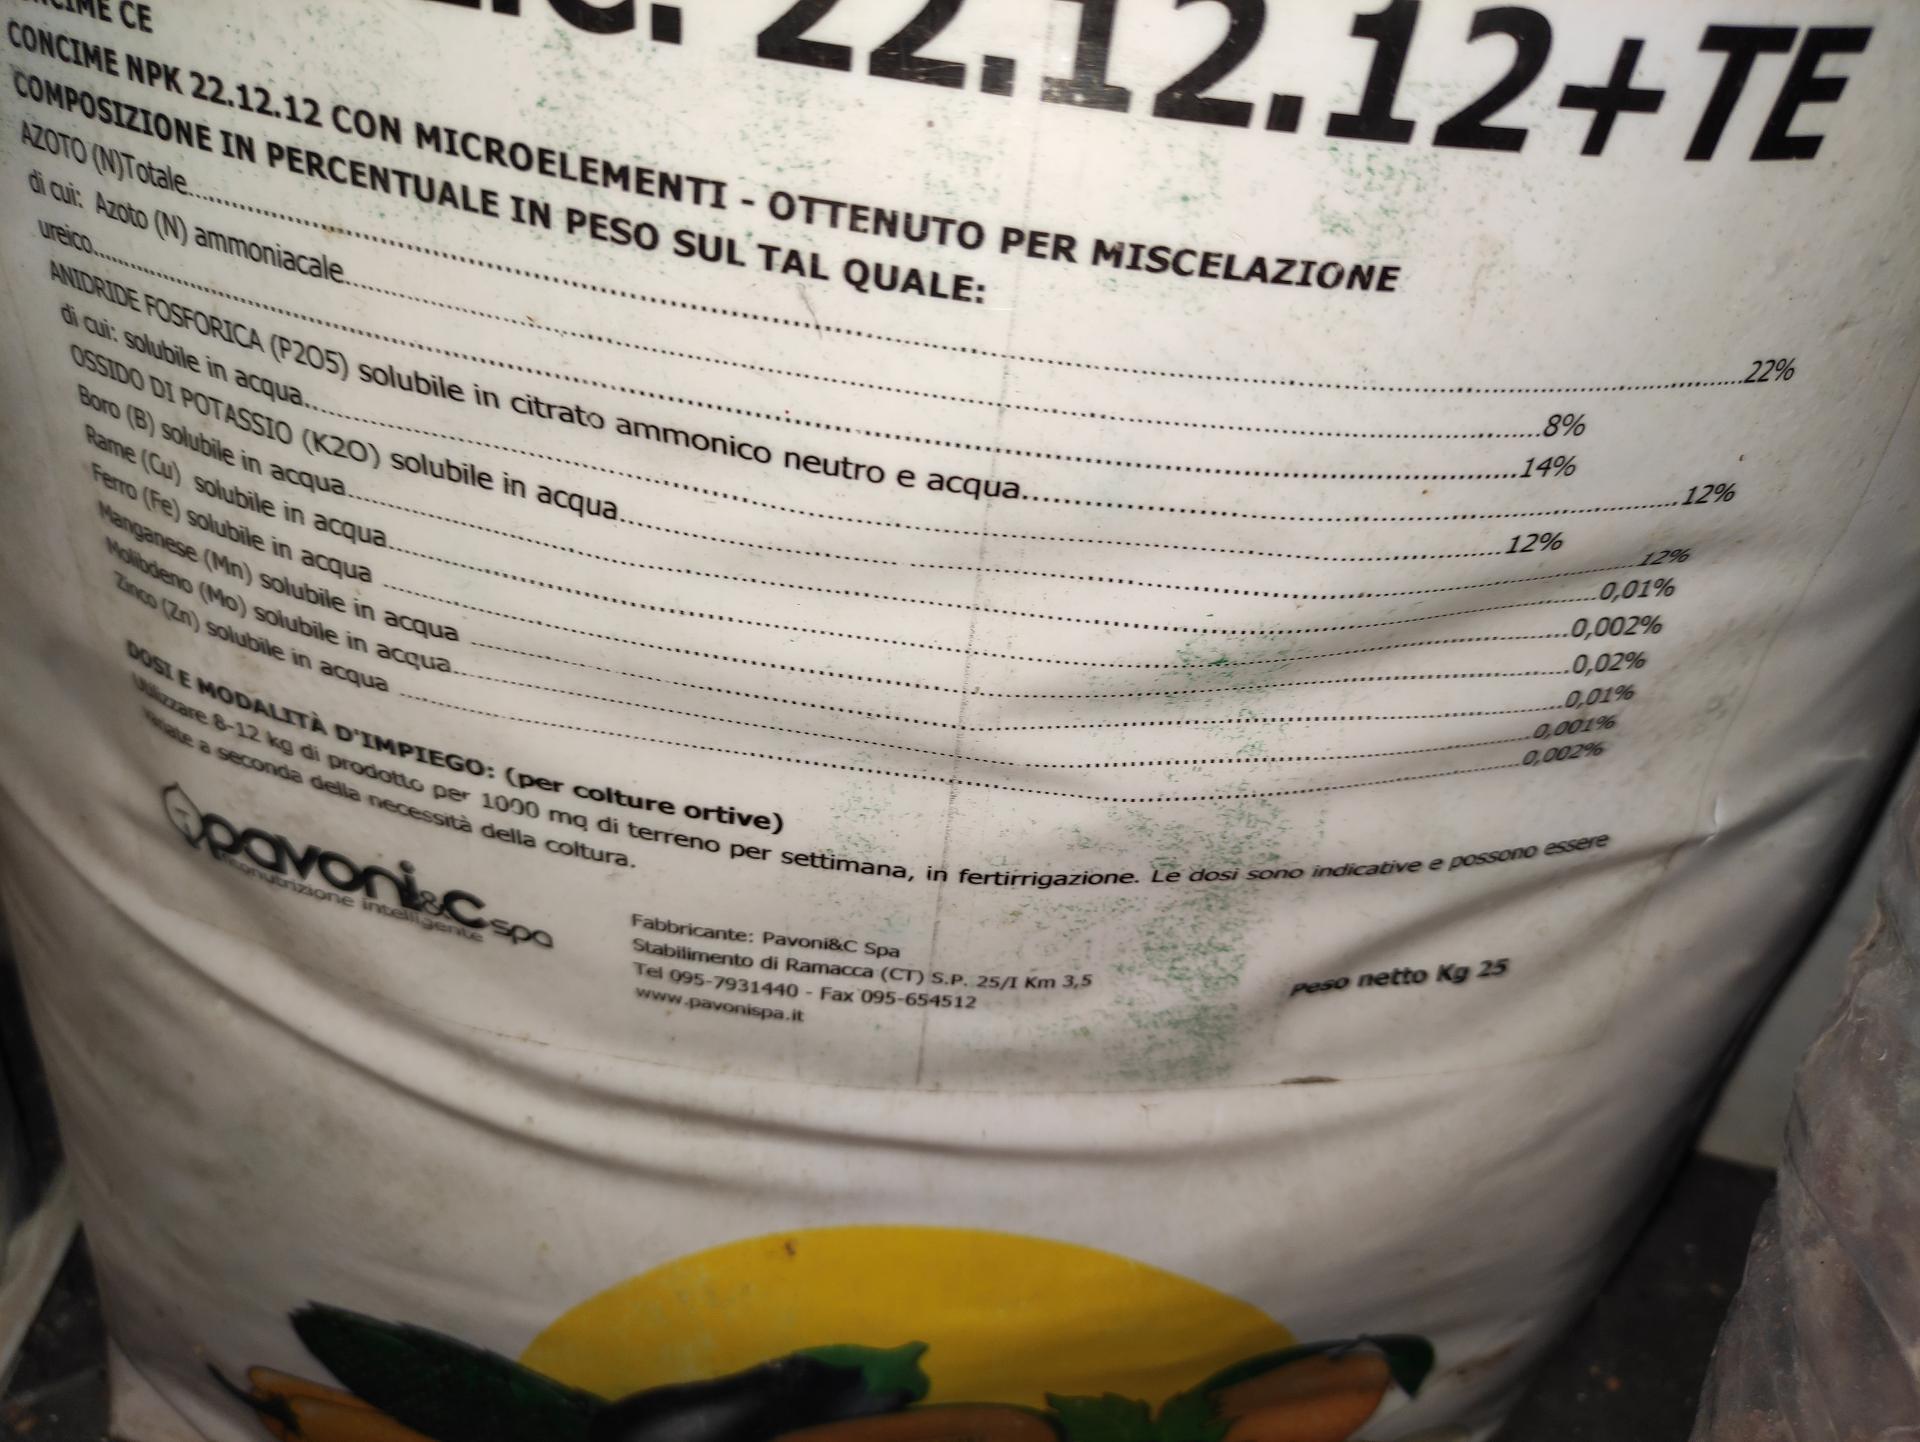 CE
22.12.12+TE
CONCIME NPK 22.12.12 CON MICROELEMENTI - OTTENUTO PER MISCELAZIONE
COMPOSIZIONE IN PERCENTUALE IN PESO SUL TAL QUALE:
AZOTO (N)Totale 22%
di cui: Azoto (N) ammoniacale 8%
ureico 14%
ANIDRIDE FOSFORICA (P2O5) solubile in citrato ammonico neutro e acqua 12%
di cui: solubile in acqua 12%
OSSIDO DI POTASSIO (K2O) solubile in acqua 12%
Boro (B) solubile in acqua 0,01%
Rame (Cu) solubile in acqua 0,002%
Ferro (Fe) solubile in acqua 0,02%
Manganese (Mn) solubile in acqua 0,01%
Molibdeno (Mo) solubile in acqua 0,001%
Zinco (Zn) solubile in acqua 0,002%
DOSI E MODALITÀ D'IMPIEGO: (per colture ortive)
Utilizzare 8-12 kg di prodotto per 1000 mq di terreno per settimana, in fertirrigazione. Le dosi sono indicative e possono essere
variate a seconda della necessità della coltura.
pavoni&C spa
intelligente
Fabbricante: Pavoni&C Spa
Stabilimento di Ramacca (CT) S.P. 25/I Km 3,5
Tel 095-7931440 - Fax 095-654512
www.pavonispa.it
Peso netto Kg 25